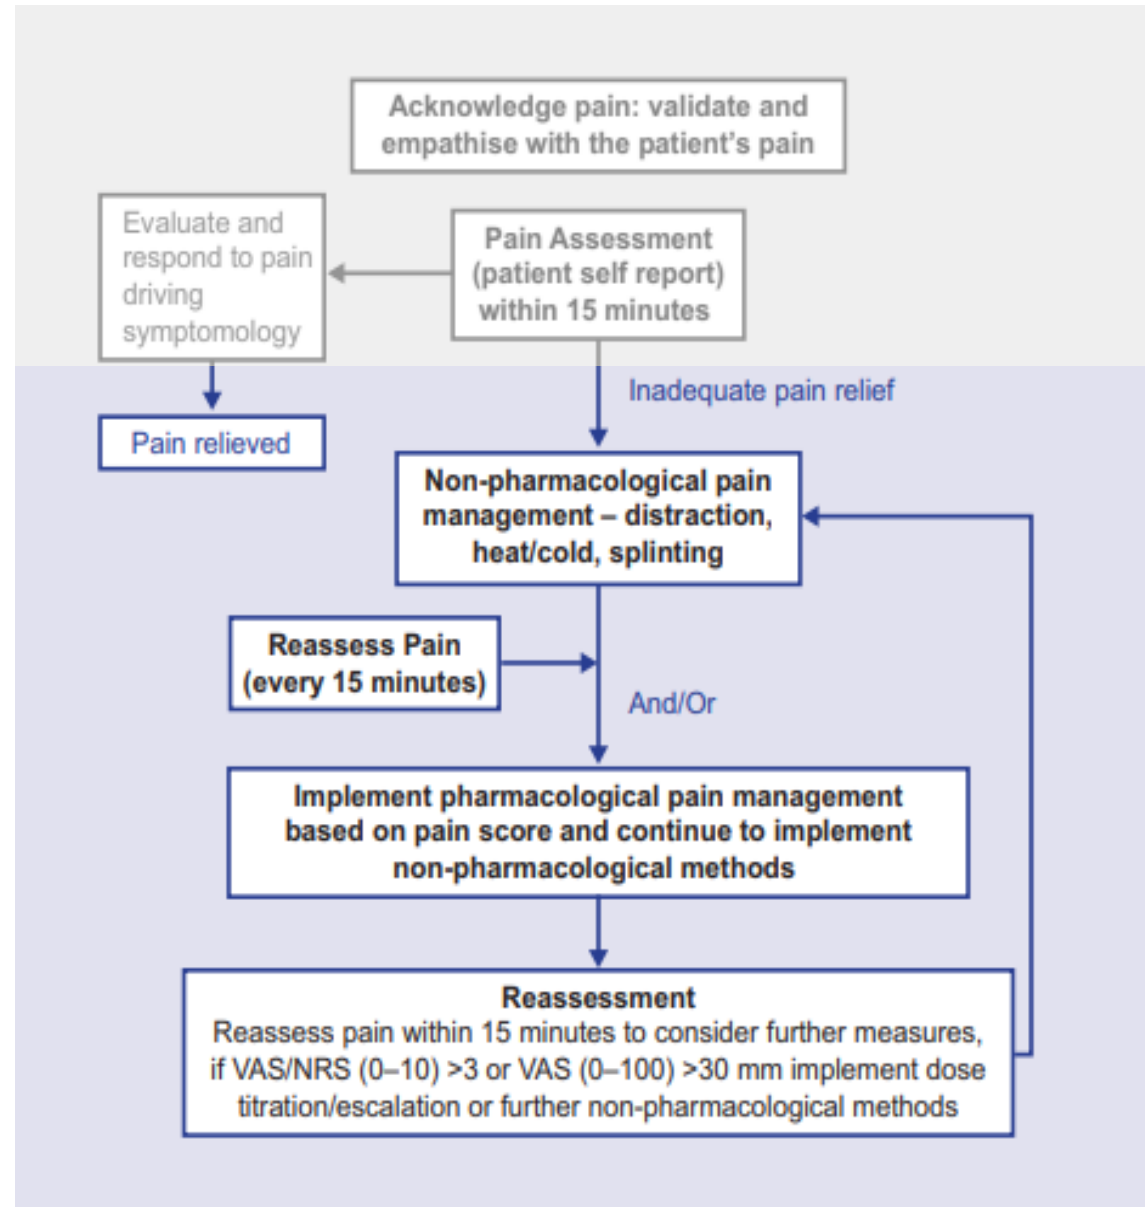 Acknowledge pain: validate and
empathise with the patient's pain
Evaluate and
respond to pain
driving
symptomology
Pain Assessment
(patient self report)
within 15 minutes
Inadequate pain relief
Pain relieved
Non-pharmacological pain
management – distraction,
heat/cold, splinting
Reassess Pain
(every 15 minutes)
And/Or
Implement pharmacological pain management
based on pain score and continue to implement
non-pharmacological methods
Reassessment
Reassess pain within 15 minutes to consider further measures,
if VAS/NRS (0–10) >3 or VAS (0–100) >30 mm implement dose
titration/escalation or further non-pharmacological methods